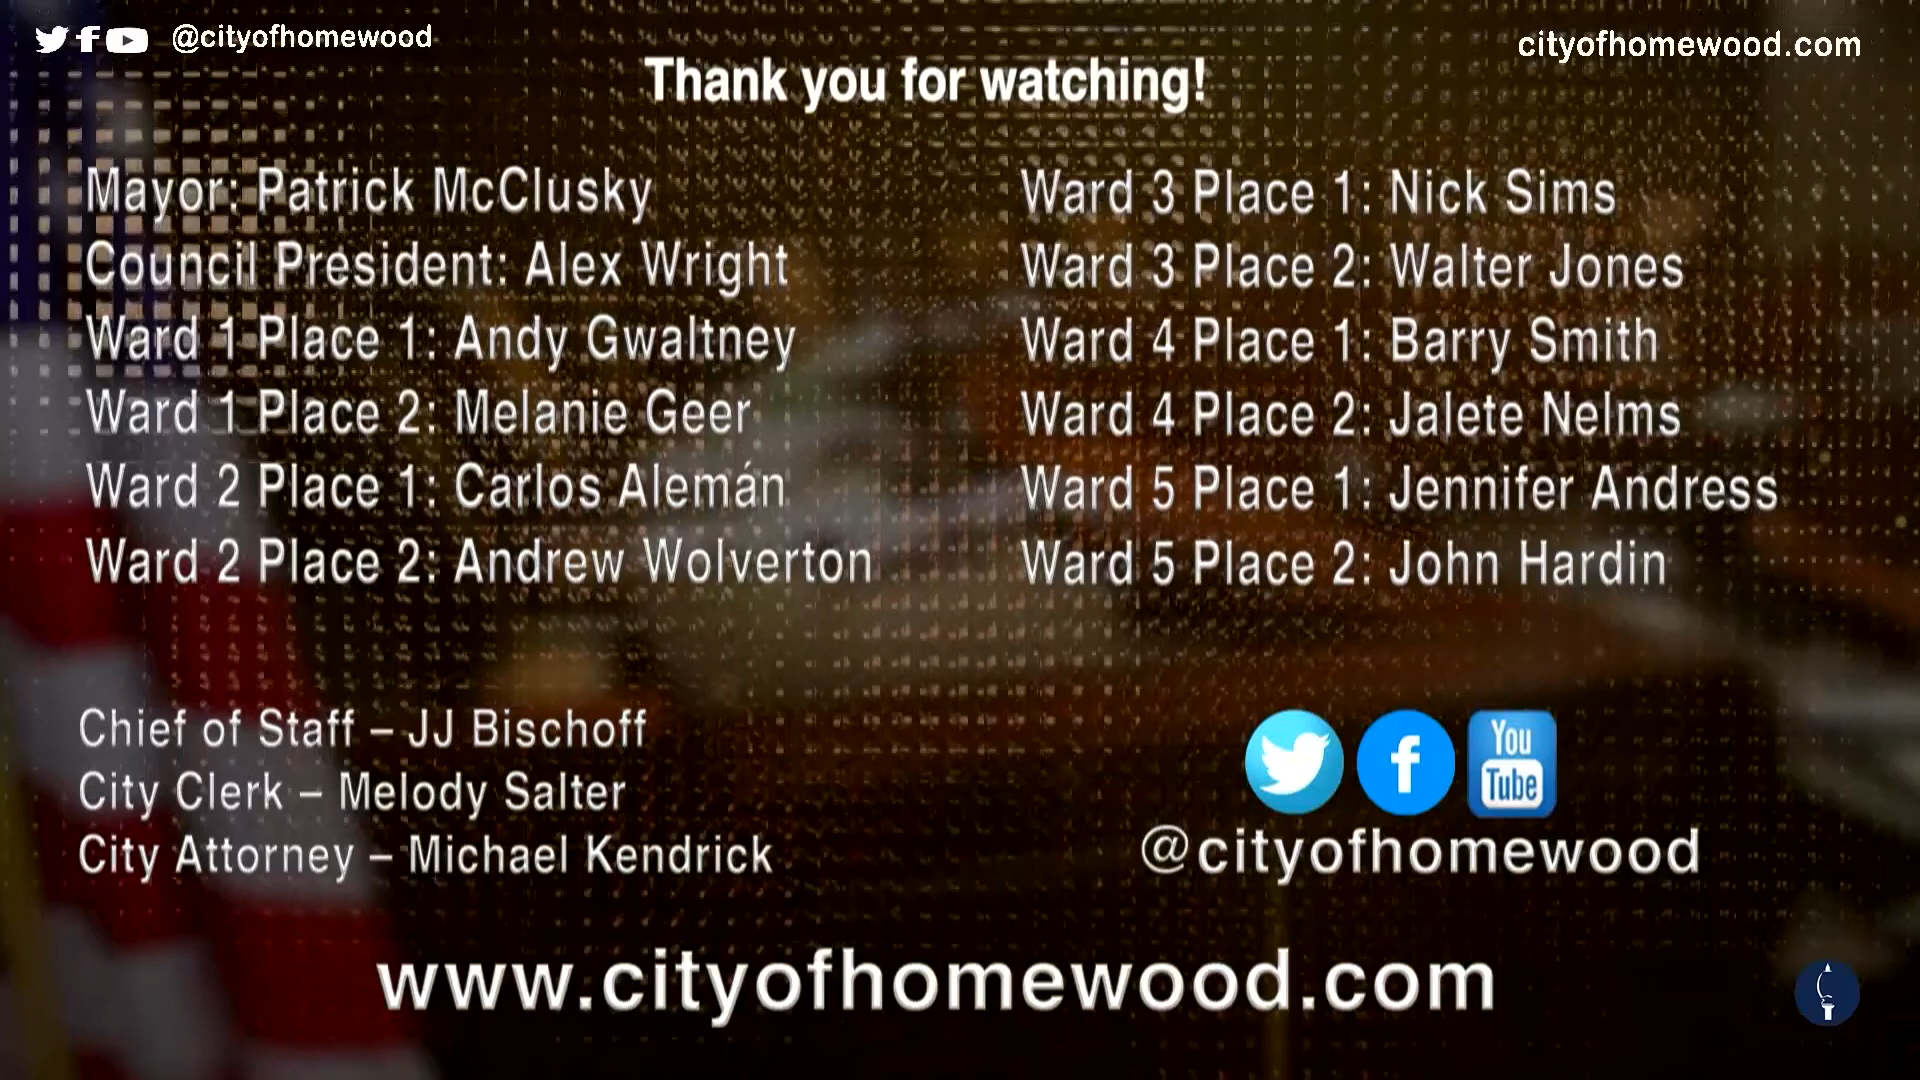 @cityofhomewood
cityofhomewood.com
Thank you for watching!
Mayor: Patrick McClusky
Council President: Alex Wright
Ward 1 Place 1: Andy Gwaltney
Ward 1 Place 2: Melanie Geer
Ward 2 Place 1: Carlos Alemán
Ward 2 Place 2: Andrew Wolverton
Ward 3 Place 1: Nick Sims
Ward 3 Place 2: Walter Jones
Ward 4 Place 1: Barry Smith
Ward 4 Place 2: Jalete Nelms
Ward 5 Place 1: Jennifer Andress
Ward 5 Place 2: John Hardin
Chief of Staff – JJ Bischoff
City Clerk – Melody Salter
City Attorney – Michael Kendrick
You
Tube
@cityofhomewood
www.cityofhomewood.com